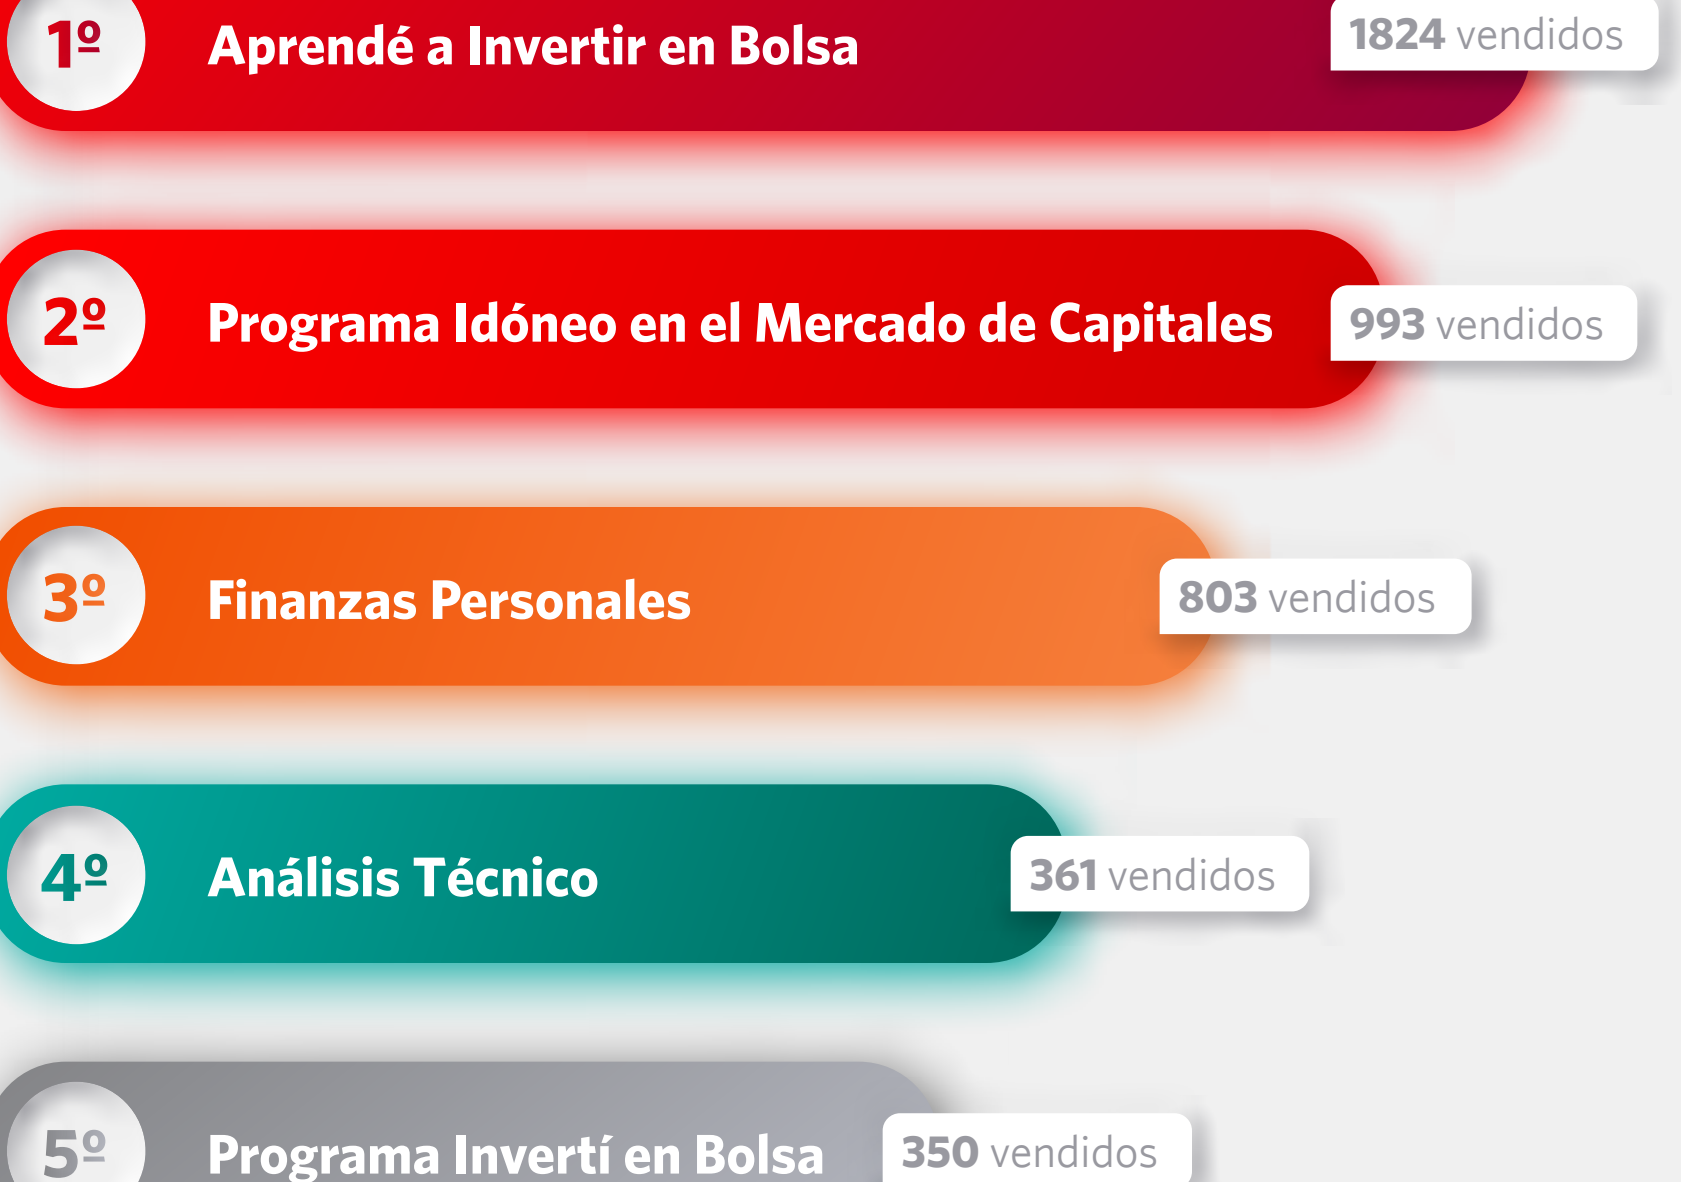 1º Aprendé a Invertir en Bolsa 1824 vendidos
2º Programa Idóneo en el Mercado de Capitales 993 vendidos
3º Finanzas Personales 803 vendidos
4º Análisis Técnico 361 vendidos
5º Programa Invertí en Bolsa 350 vendidos